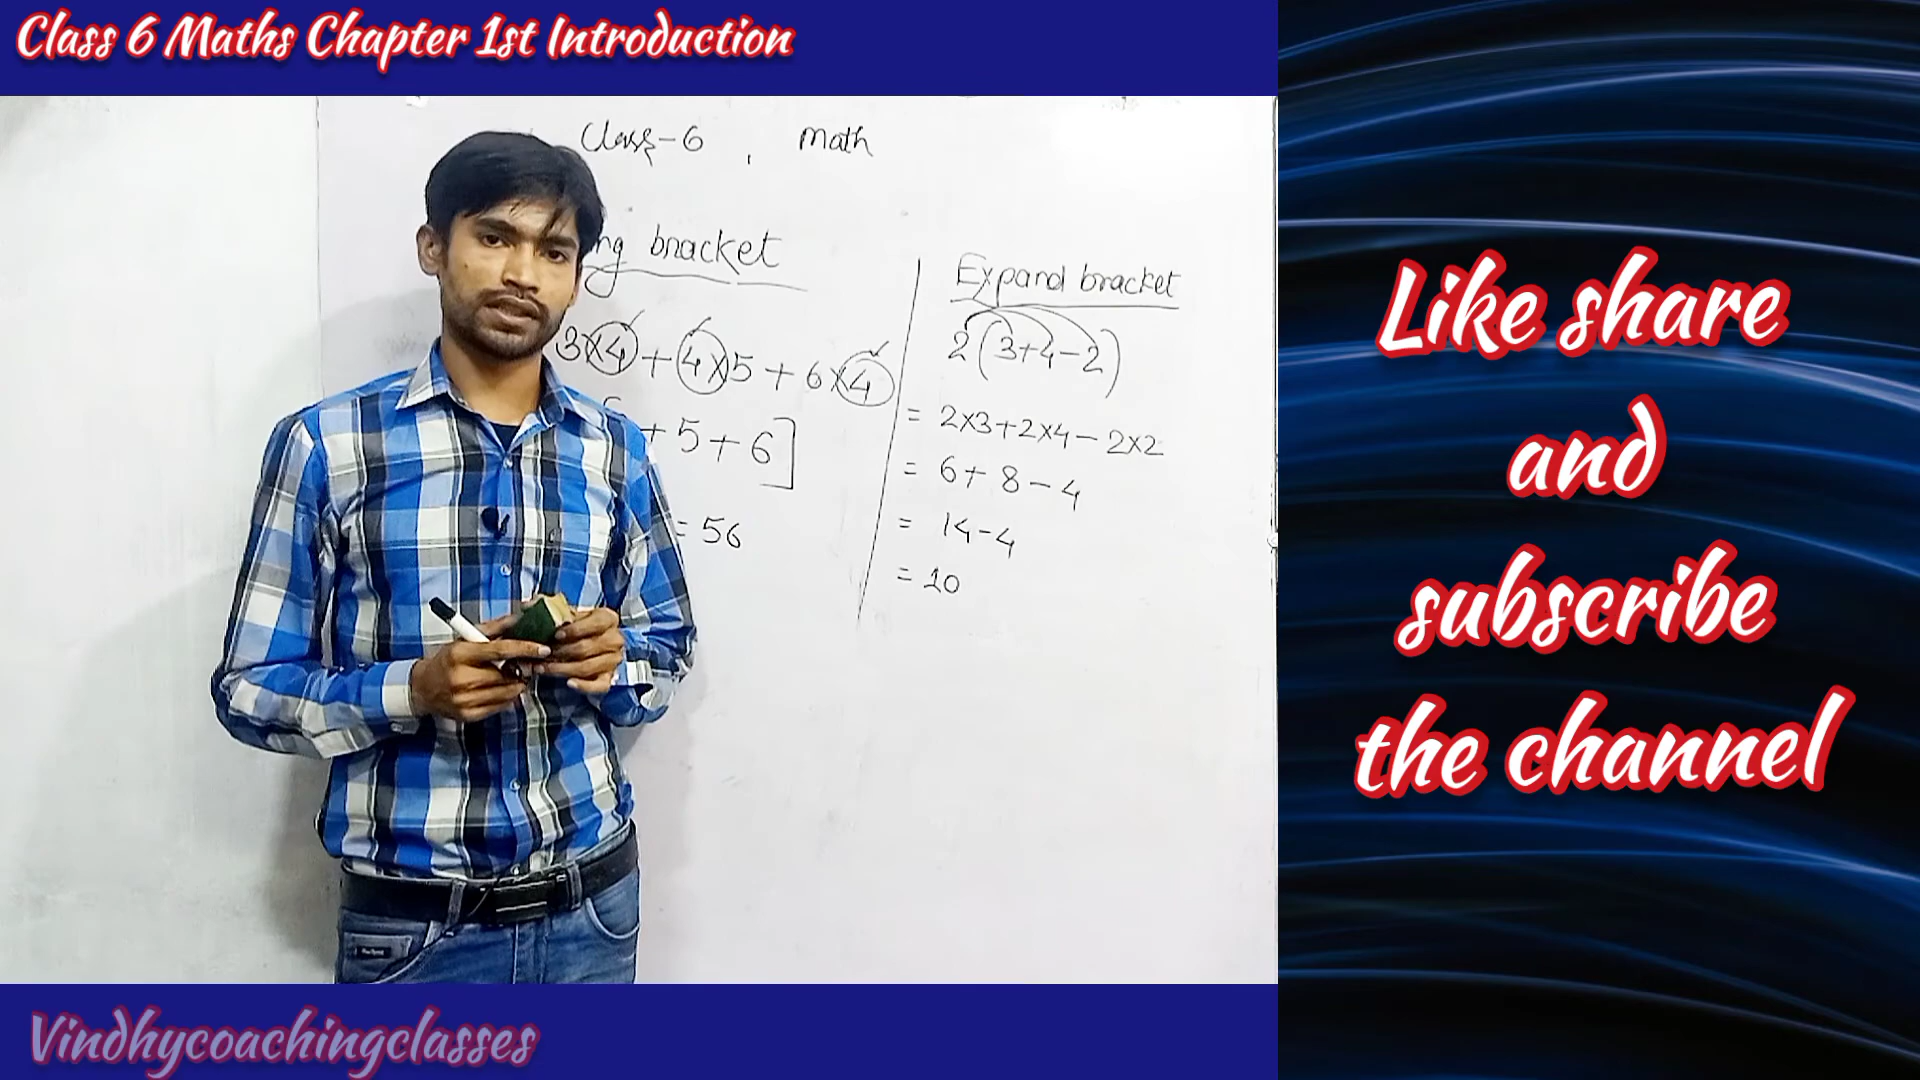 Class 6 Maths Chapter 1st Introduction
Class-6 , Math
ng bracket
3×4 + 4×5 + 6×4
+ 5 + 6]
= 56
Expand bracket
2(3+4-2)
= 2×3+2×4-2×2
= 6+8-4
= 14-4
= 10
Like share
and
subscribe
the channel
Vindhycoachingclasses